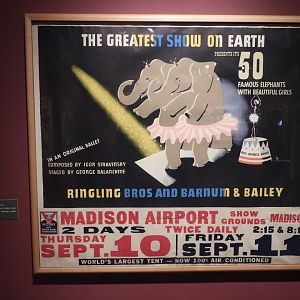 THE GREATEST SHOW ON EARTH
PRESENTS ITS
50
FAMOUS ELEPHANTS
WITH BEAUTIFUL GIRLS
IN AN ORIGINAL BALLET
COMPOSED BY IGOR STRAVINSKY
STAGED BY GEORGE BALANCHINE
RINGLING BROS AND BARNUM & BAILEY
MADISON AIRPORT SHOW GROUNDS MADIS
2 DAYS TWICE DAILY 2:15 & 8:
THURSDAY SEPT. 10 FRIDAY SEPT. 11
WORLD'S LARGEST TENT — NOW 100% AIR CONDITIONED